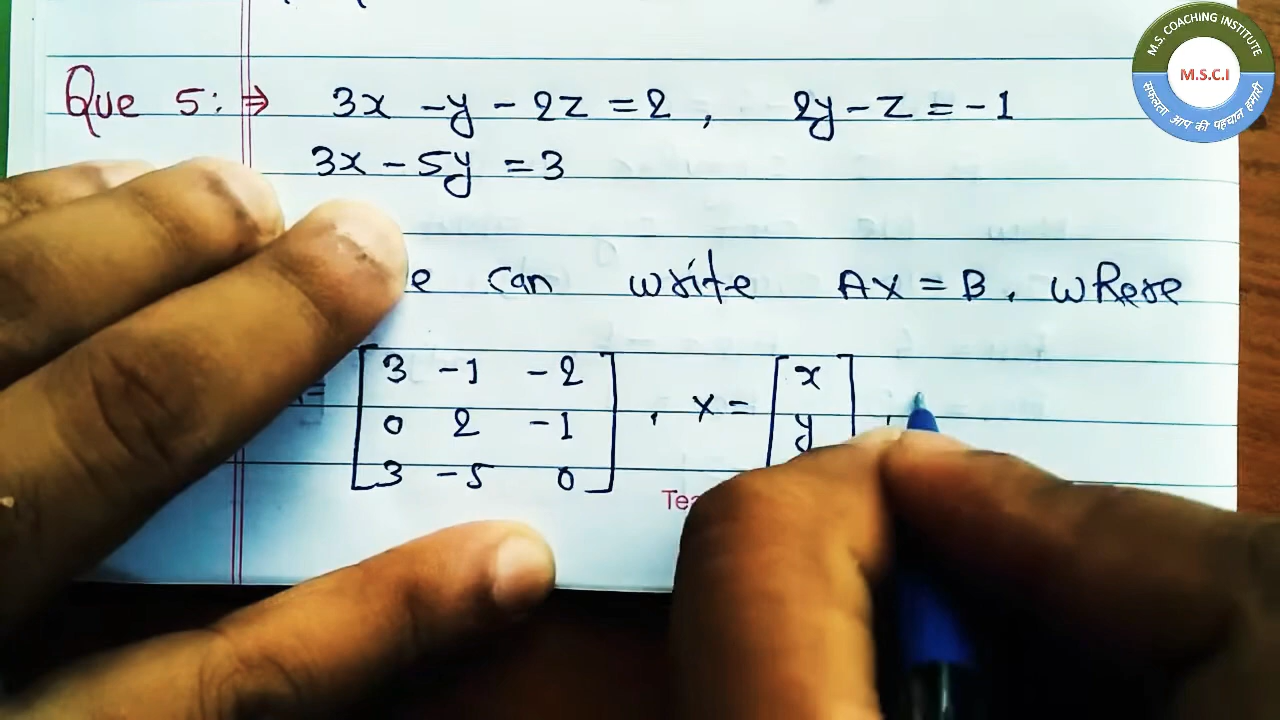 Que 5: ⇒ 3x - y - 2z = 2 , 2y - z = -1
3x - 5y = 3
can write AX = B . where
3 -1 -2
0 2 -1 , X = x y ,
3 -5 0
M.S. COACHING INSTITUTE
M.S.C.I
सफलता आप की पहचान हमारी